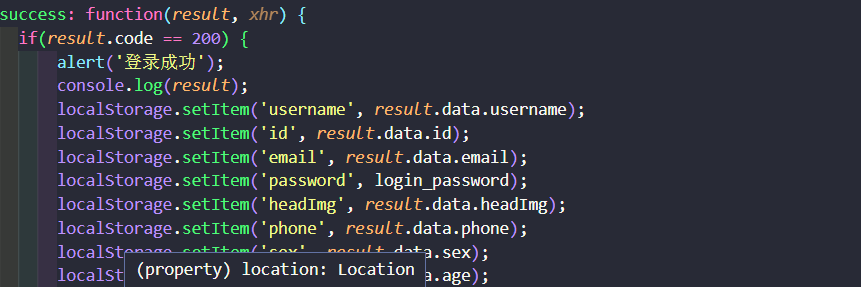 success: function(result, xhr) {
if(result.code == 200) {
alert('登录成功');
console.log(result);
localStorage.setItem('username', result.data.username);
localStorage.setItem('id', result.data.id);
localStorage.setItem('email', result.data.email);
localStorage.setItem('password', login_password);
localStorage.setItem('headImg', result.data.headImg);
localStorage.setItem('phone', result.data.phone);
localStorage.setItem('sex', result.data.sex);
(property) location: Location
localSt .age);